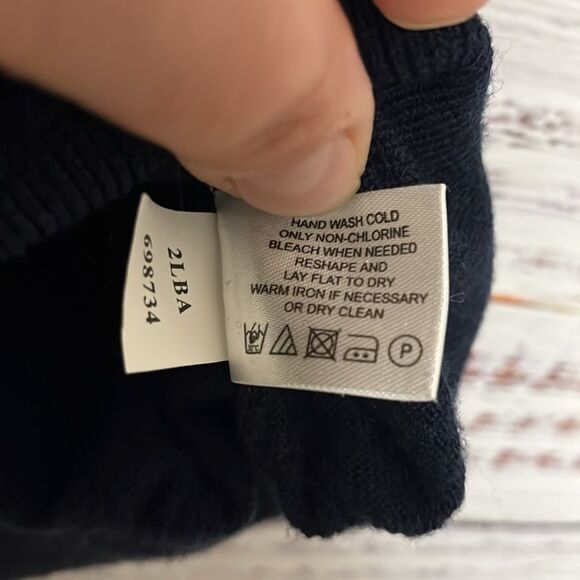 HAND WASH COLD
ONLY NON-CHLORINE
BLEACH WHEN NEEDED
RESHAPE AND
LAY FLAT TO DRY
WARM IRON IF NECESSARY
OR DRY CLEAN
P
2LBA
698734